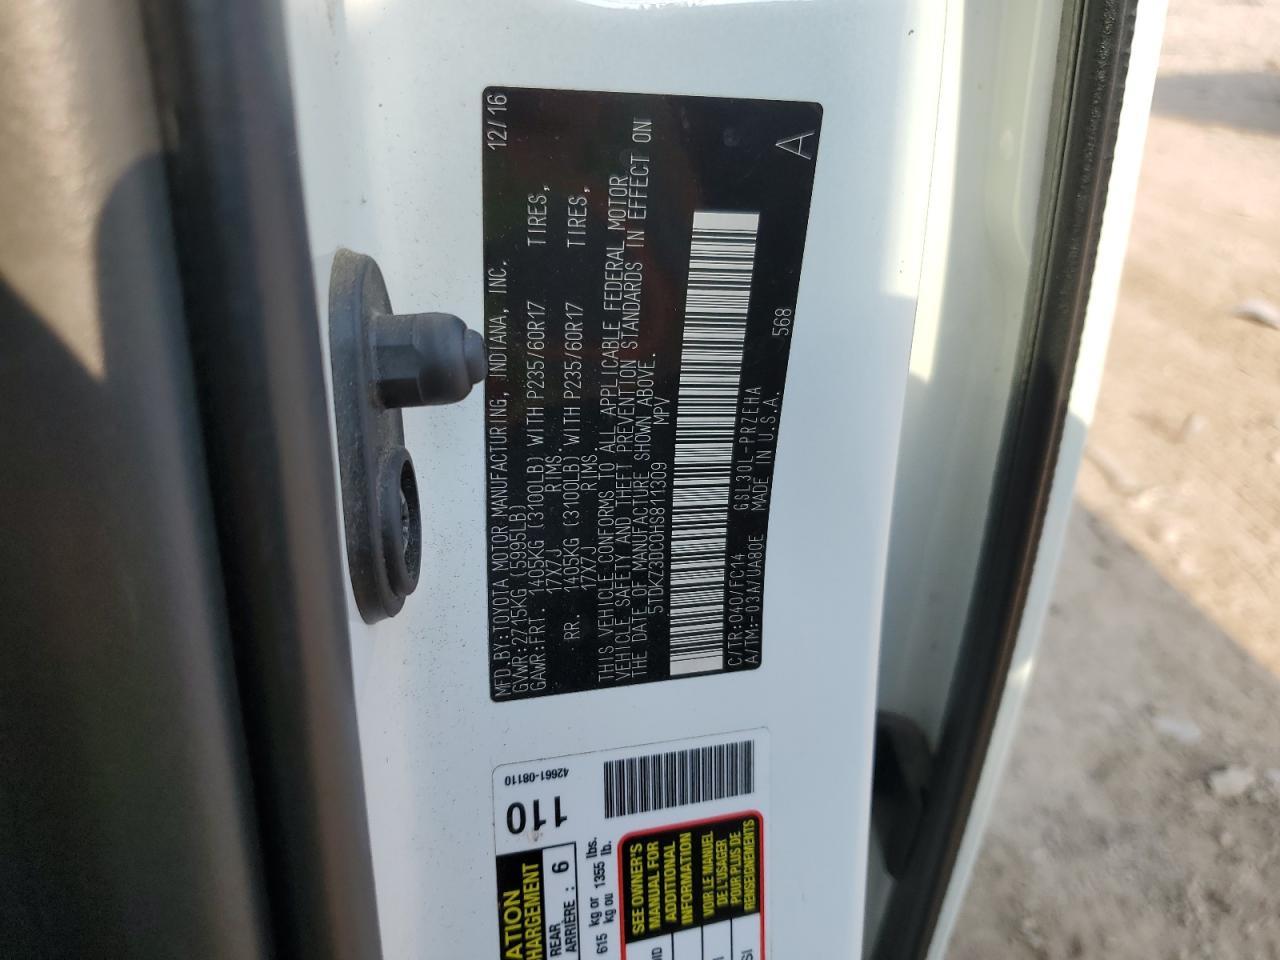 MFD.BY:TOYOTA MOTOR MANUFACTURING, INDIANA, INC. 12/16
GVWR:2715KG (5995LB)
GAWR:FRT. 1405KG (3100LB) WITH P235/60R17 TIRES,
17X7J RIMS.
RR. 1405KG (3100LB) WITH P235/60R17 TIRES,
17X7J RIMS.
THIS VEHICLE CONFORMS TO ALL APPLICABLE FEDERAL MOTOR
VEHICLE SAFETY AND THEFT PREVENTION STANDARDS IN EFFECT ON
THE DATE OF MANUFACTURE SHOWN ABOVE.
5TDKZ3DC0HS811309 MPV
C/TR:040/FC14 GSL30L-PRZEHA
A/TM:-03A/UA80E MADE IN U.S.A. 568
A
42661-08110
110
REAR
ARRIÈRE : 6
615 kg or 1355 lbs.
kg ou lb.
SEE OWNER'S
MANUAL FOR
ADDITIONAL
INFORMATION
VOIR LE MANUEL
DE L'USAGER
POUR PLUS DE
RENSEIGNEMENTS